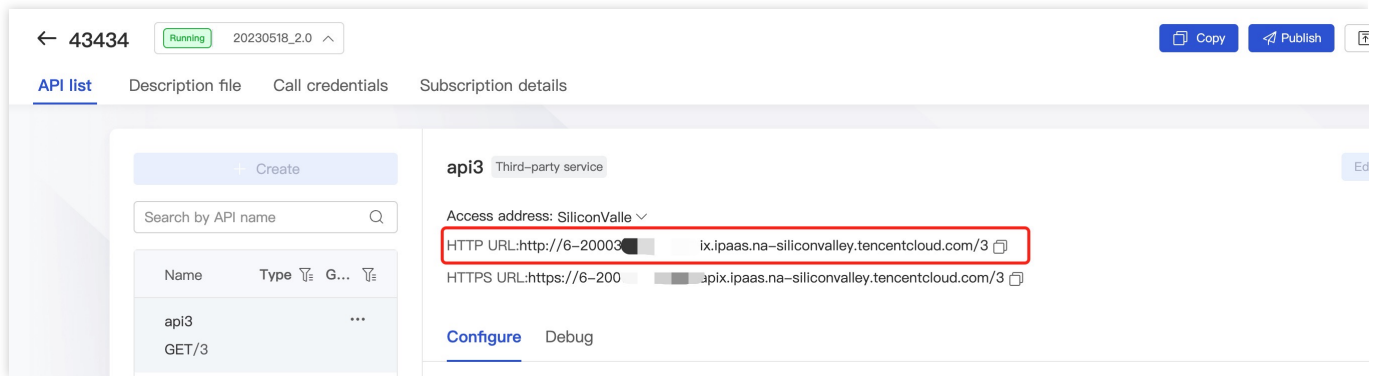 ← 43434 Running 20230518_2.0 Copy Publish
API list Description file Call credentials Subscription details
+ Create
Search by API name
Name Type G...
api3 ...
GET/3
api3 Third-party service Ed
Access address: SiliconValle
HTTP URL:http://6-20003 ix.ipaas.na-siliconvalley.tencentcloud.com/3
HTTPS URL:https://6-200 apix.ipaas.na-siliconvalley.tencentcloud.com/3
Configure Debug